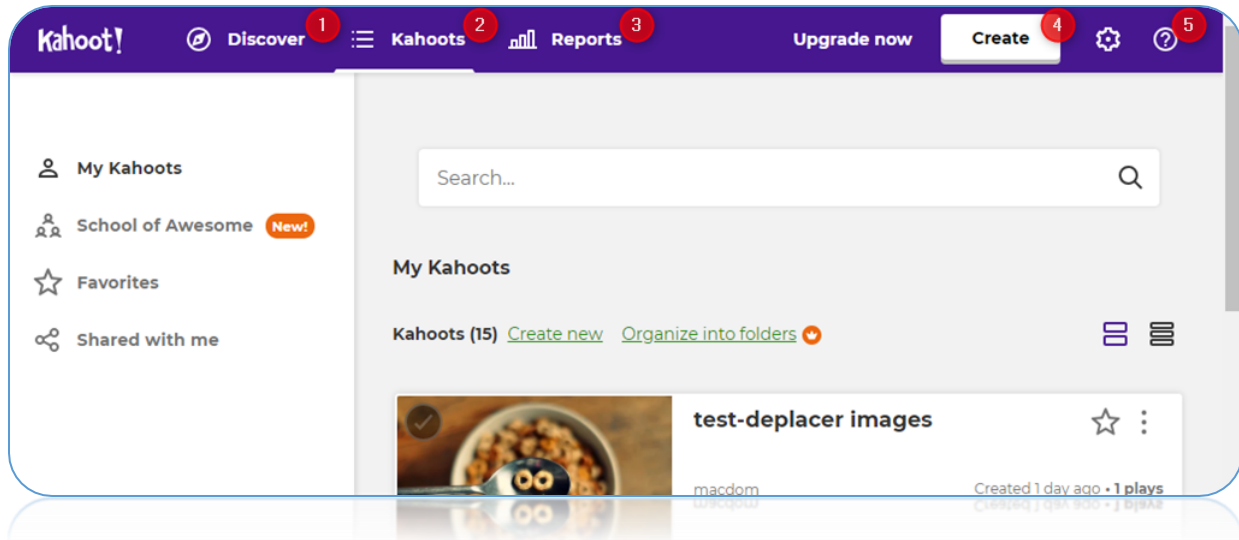 Kahoot! Discover 1 Kahoots 2 Reports 3 Upgrade now Create 4 5
My Kahoots
School of Awesome New!
Favorites
Shared with me
Search...
My Kahoots
Kahoots (15) Create new Organize into folders
test-deplacer images
macdom Created 1 day ago • 1 plays